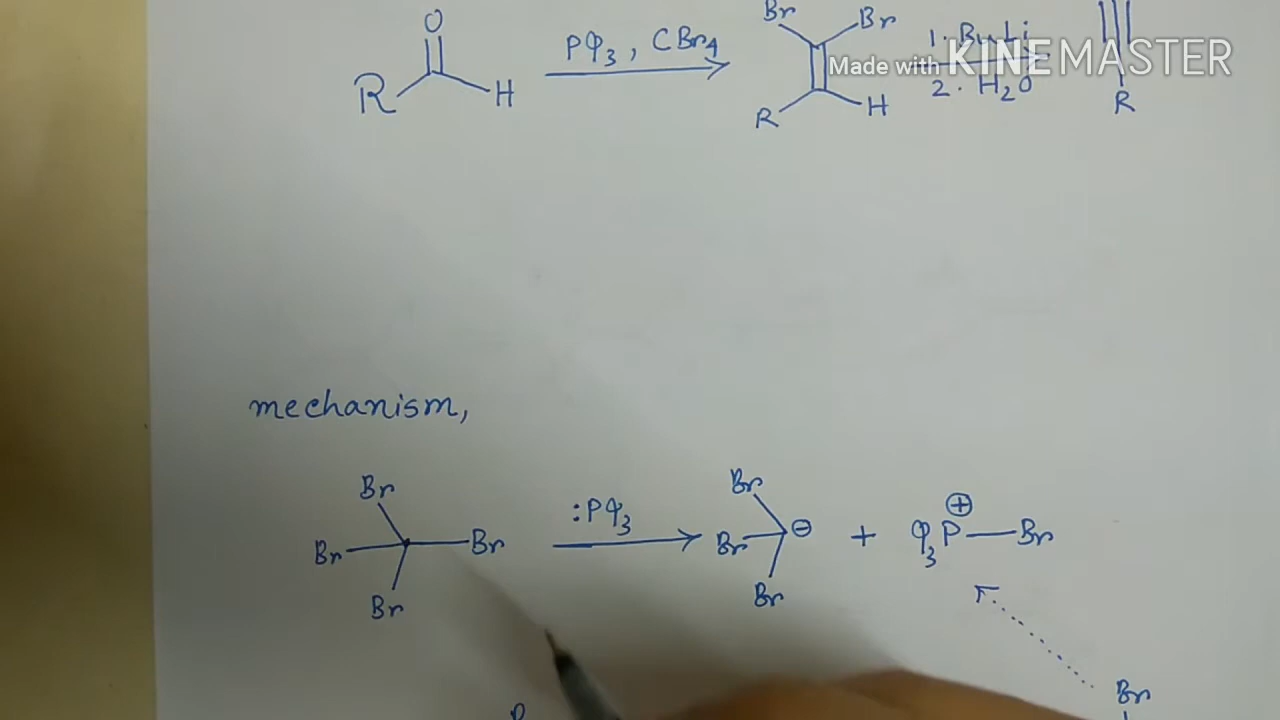 O
R H
Pφ₃, CBr₄
Br Br
R H
1. BuLi
2. H₂O
R
Made with KINEMASTER
mechanism,
Br
Br Br
Br
:Pφ₃
Br
Br ⊖
Br
+
⊕
φ₃P—Br
Br